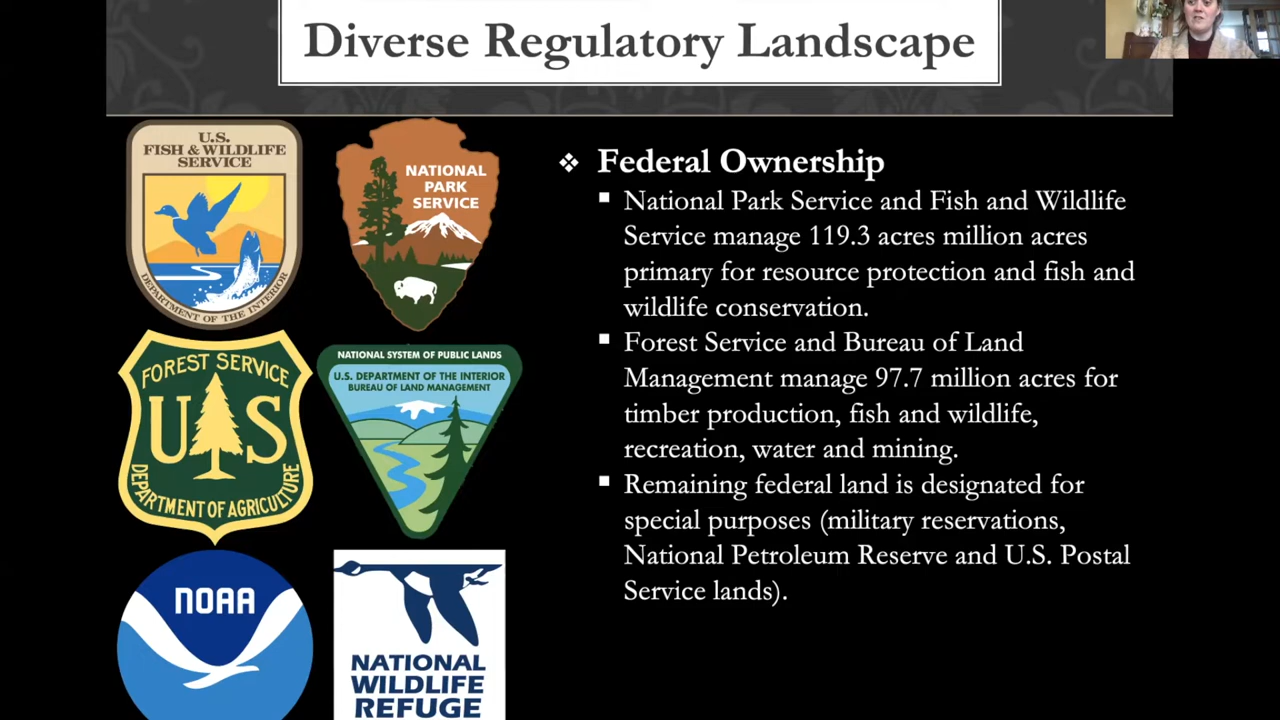 Diverse Regulatory Landscape
U.S.
FISH & WILDLIFE
SERVICE
DEPARTMENT OF THE INTERIOR
NATIONAL
PARK
SERVICE
FOREST SERVICE
U S
DEPARTMENT OF AGRICULTURE
NATIONAL SYSTEM OF PUBLIC LANDS
U.S. DEPARTMENT OF THE INTERIOR
BUREAU OF LAND MANAGEMENT
NOAA
NATIONAL
WILDLIFE
REFUGE
❖ Federal Ownership
▪ National Park Service and Fish and Wildlife
Service manage 119.3 acres million acres
primary for resource protection and fish and
wildlife conservation.
▪ Forest Service and Bureau of Land
Management manage 97.7 million acres for
timber production, fish and wildlife,
recreation, water and mining.
▪ Remaining federal land is designated for
special purposes (military reservations,
National Petroleum Reserve and U.S. Postal
Service lands).